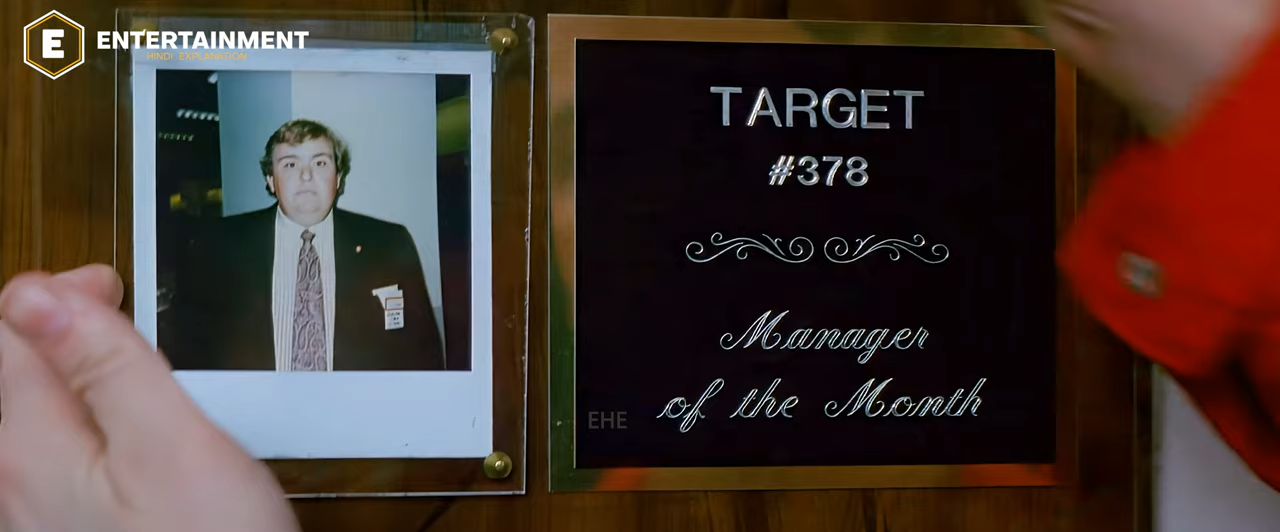 E ENTERTAINMENT
HINDI EXPLANATION
TARGET
#378
Manager
of the Month
EHE